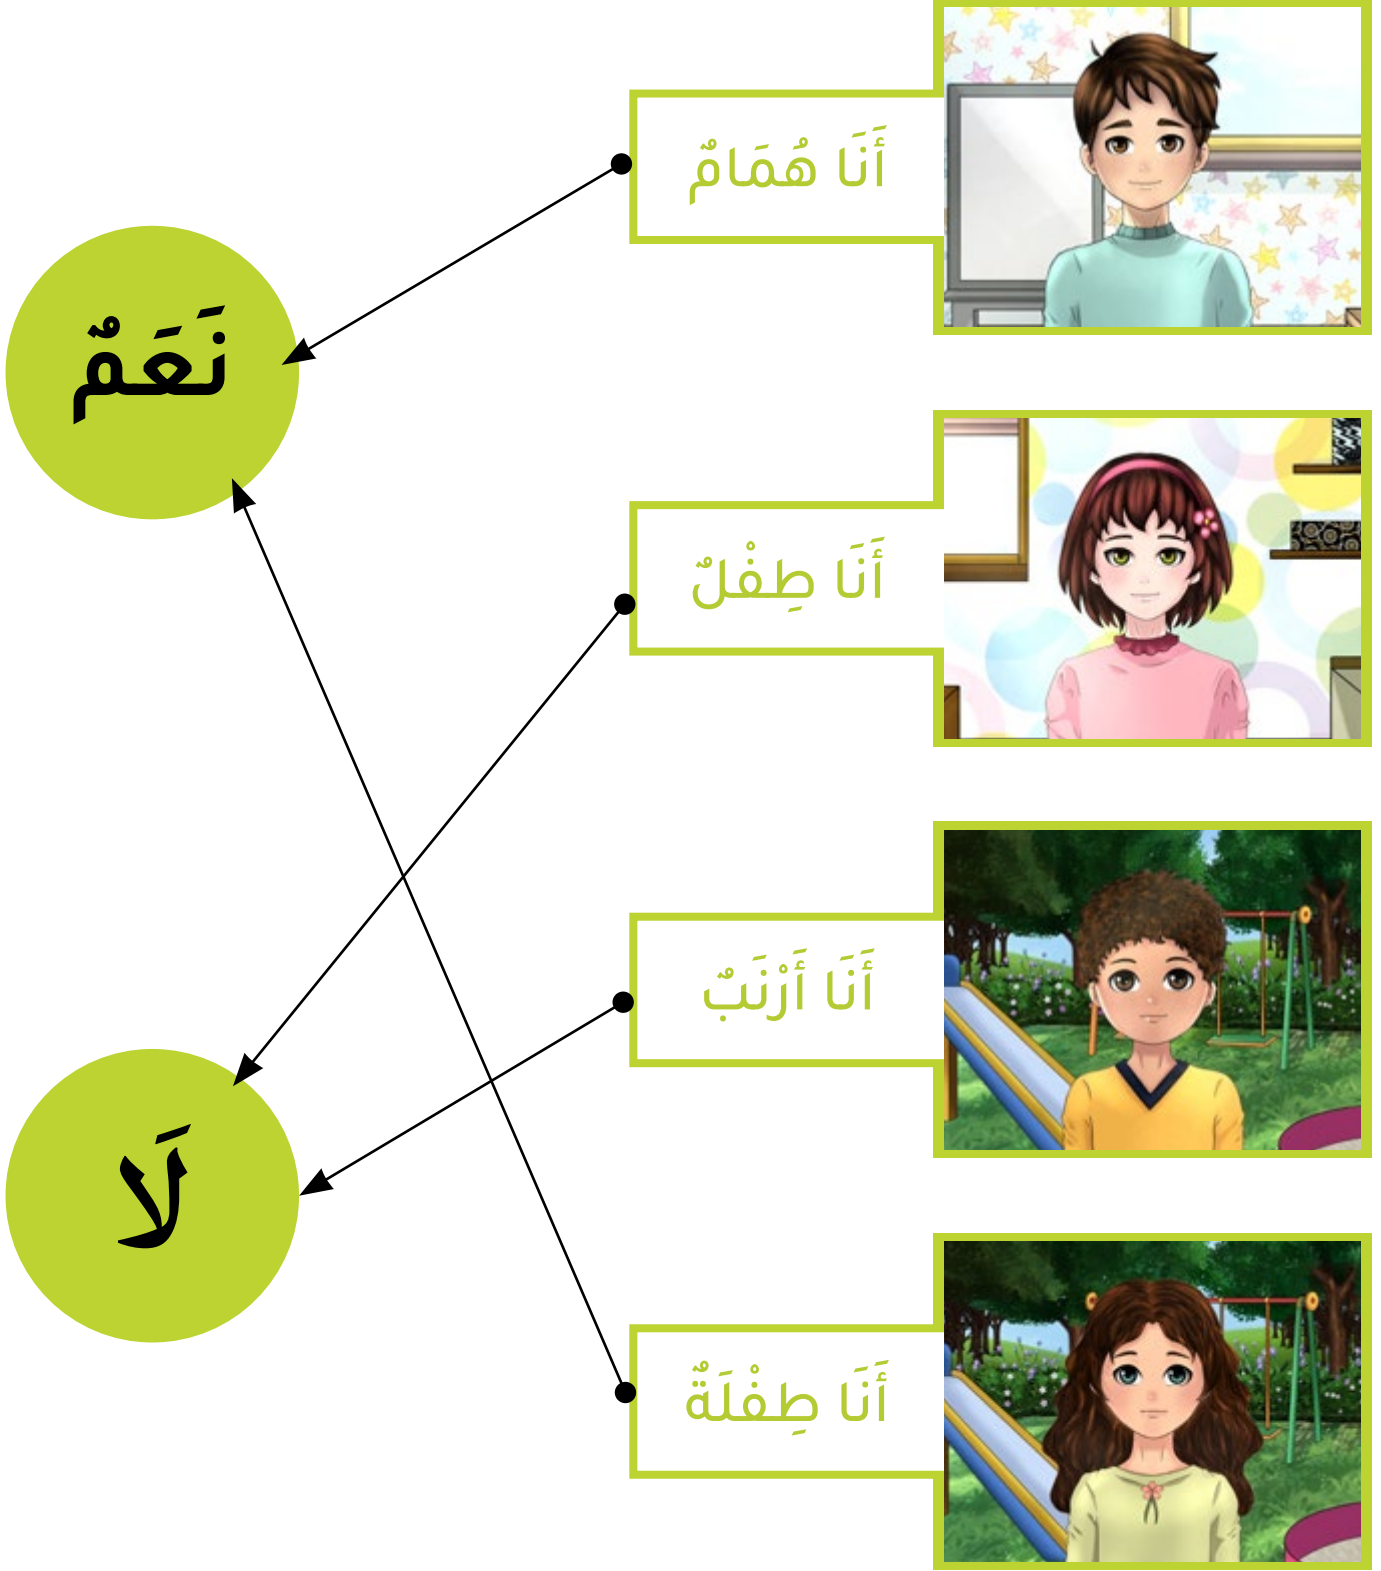 أَنَا هُمَامٌ
نَعَمٌ
أَنَا طِفْلٌ
أَنَا أَرْنَبٌ
لَا
أَنَا طِفْلَةٌ